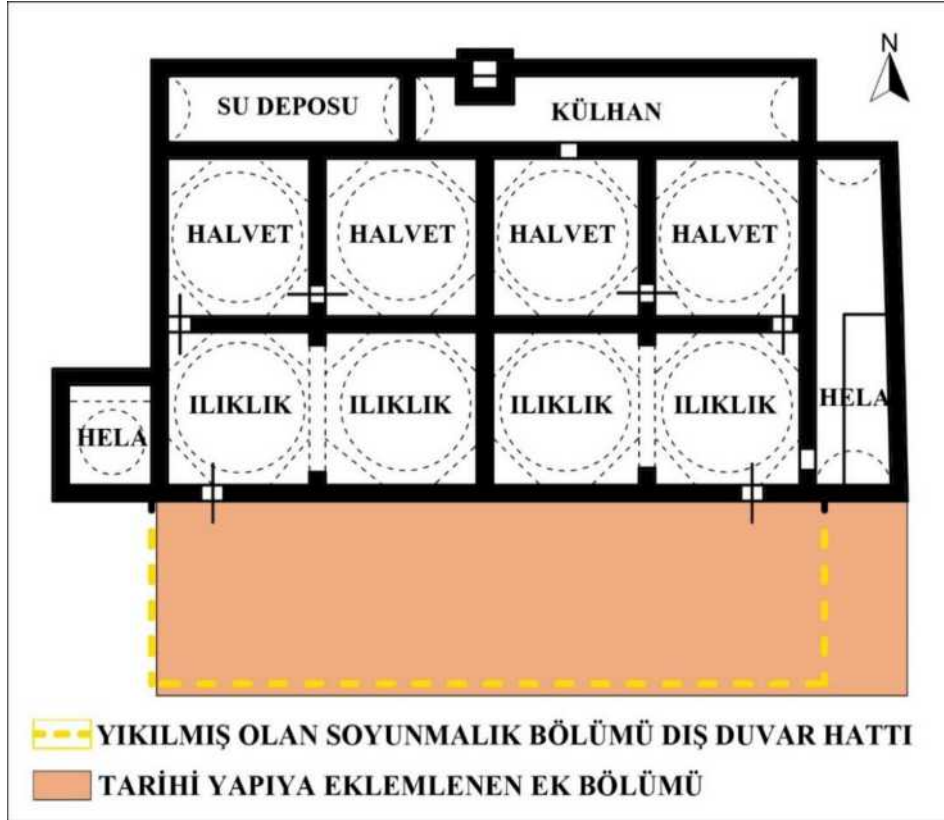 N
SU DEPOSU
KÜLHAN
HALVET
HALVET
HALVET
HALVET
ILIKLIK
ILIKLIK
ILIKLIK
ILIKLIK
HELA
HELA
YIKILMIŞ OLAN SOYUNMALIK BÖLÜMÜ DIŞ DUVAR HATTI
TARİHİ YAPIYA EKLEMLENEN EK BÖLÜMÜ